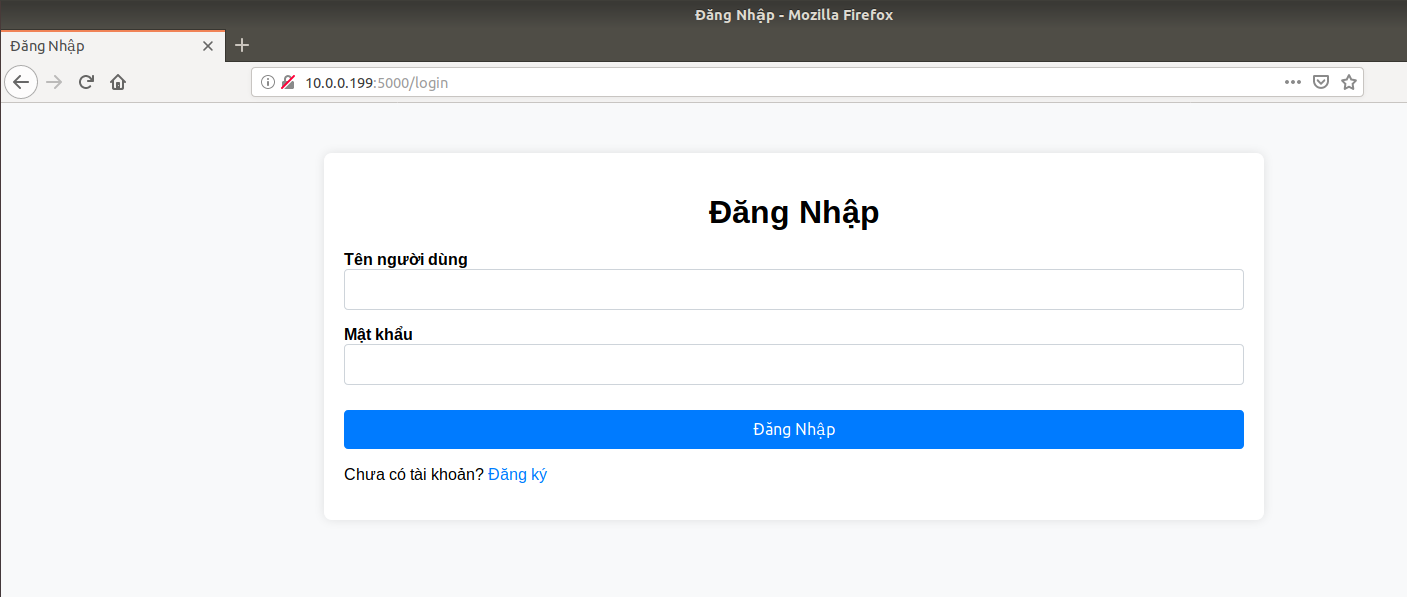 Đăng Nhập - Mozilla Firefox
Đăng Nhập
10.0.0.199:5000/login
Đăng Nhập
Tên người dùng
Mật khẩu
Đăng Nhập
Chưa có tài khoản? Đăng ký